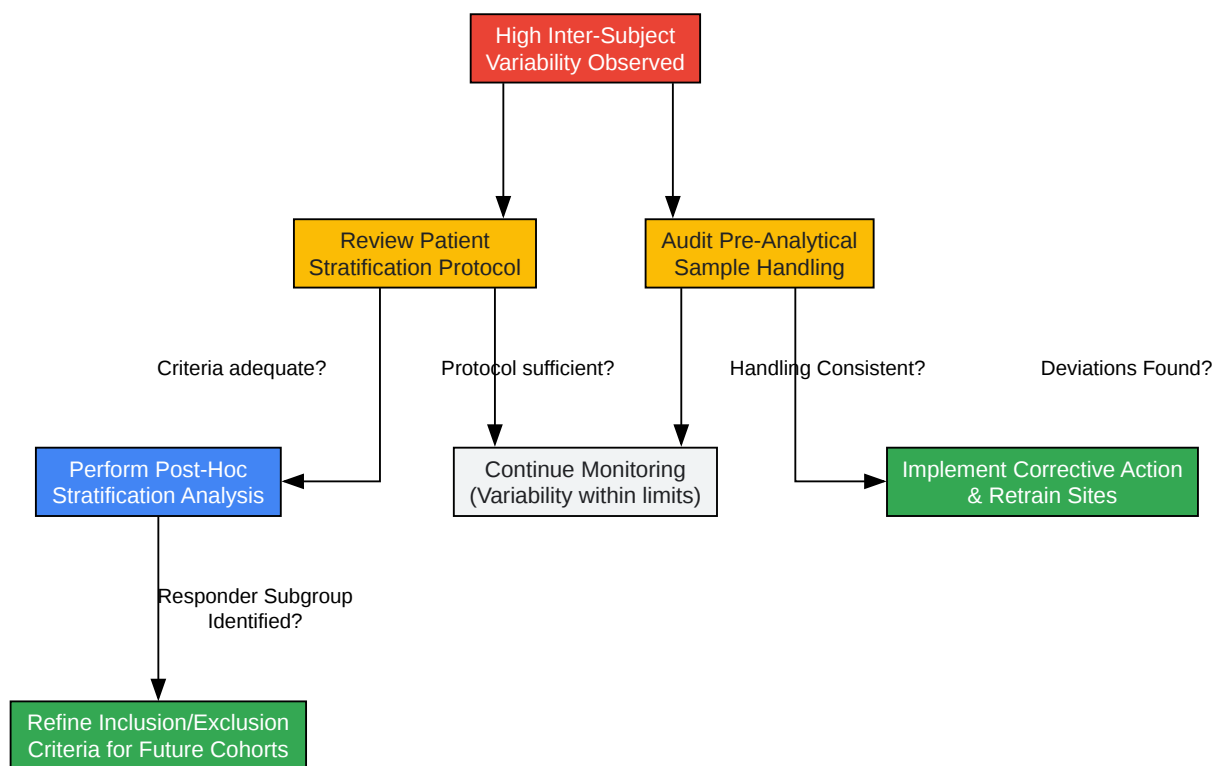 High Inter-Subject
Variability Observed
Review Patient
Stratification Protocol
Audit Pre-Analytical
Sample Handling
Criteria adequate?
Protocol sufficient?
Handling Consistent?
Deviations Found?
Perform Post-Hoc
Stratification Analysis
Continue Monitoring
(Variability within limits)
Implement Corrective Action
& Retrain Sites
Responder Subgroup
Identified?
Refine Inclusion/Exclusion
Criteria for Future Cohorts